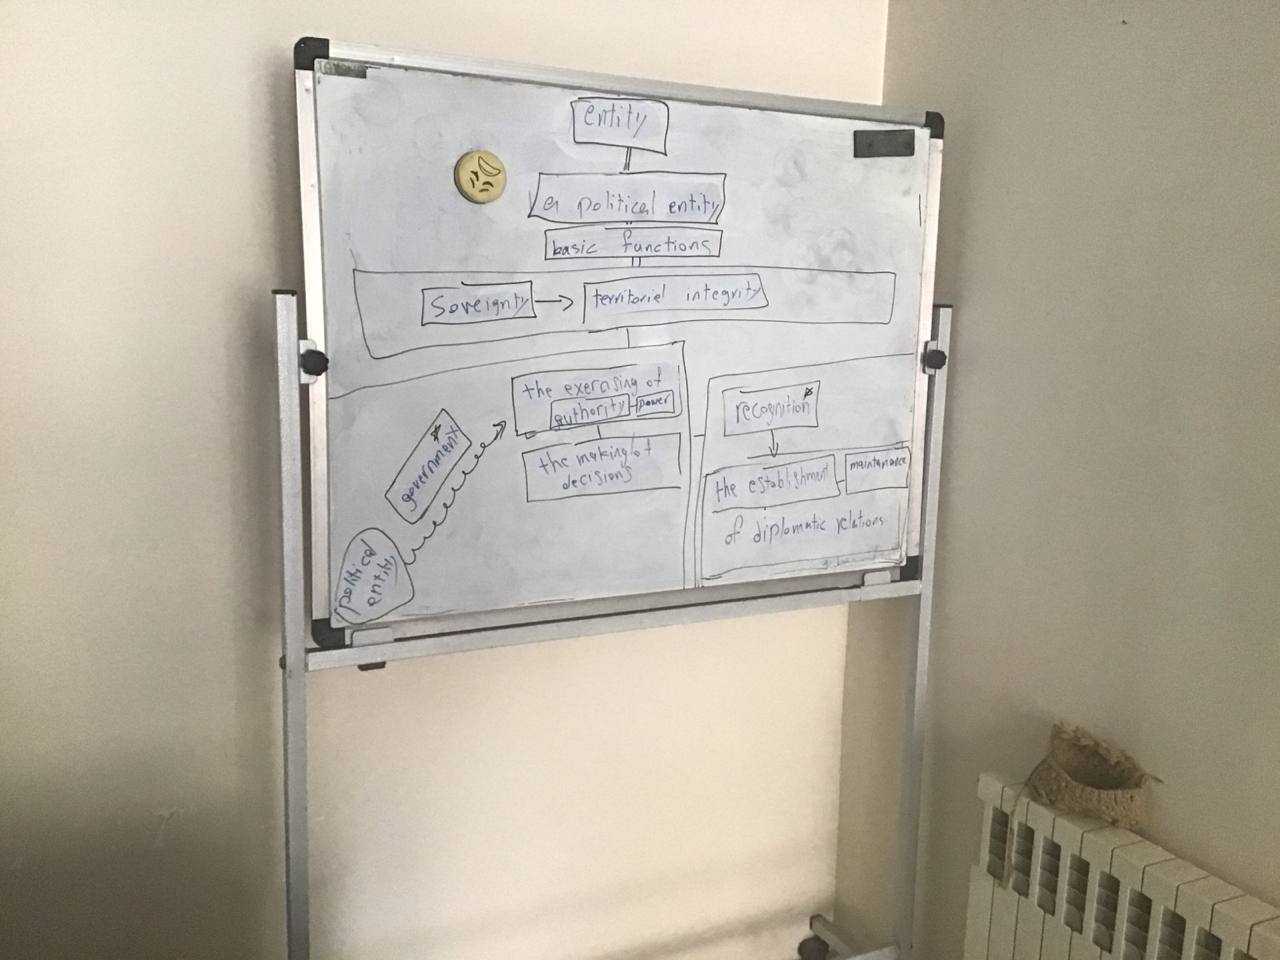 entity
a political entity
basic functions
Soveignty
territorial integrity
the exercising of
authority
power
the making of
decisions
government
political
entity
recognition
the establishment
maintanance
of diplomatic relations